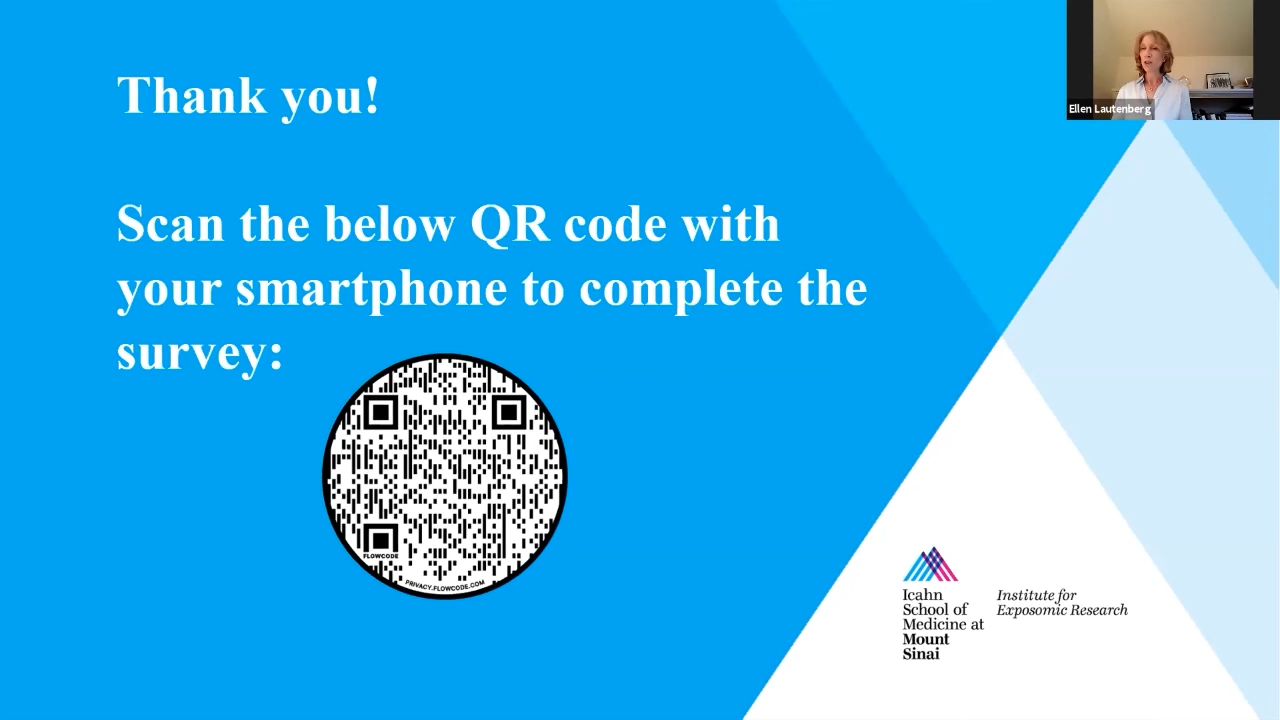 Thank you!
Scan the below QR code with
your smartphone to complete the
survey:
Ellen Lautenberg
FLOWCODE
PRIVACY.FLOWCODE.COM
Icahn
School of
Medicine at
Mount
Sinai
Institute for
Exposomic Research